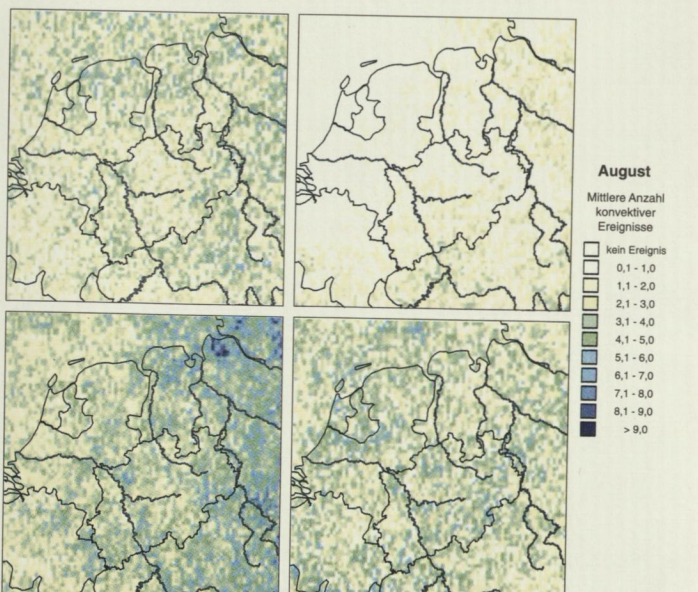 August
Mittlere Anzahl
konvektiver
Ereignisse
kein Ereignis
0,1 - 1,0
1,1 - 2,0
2,1 - 3,0
3,1 - 4,0
4,1 - 5,0
5,1 - 6,0
6,1 - 7,0
7,1 - 8,0
8,1 - 9,0
> 9,0